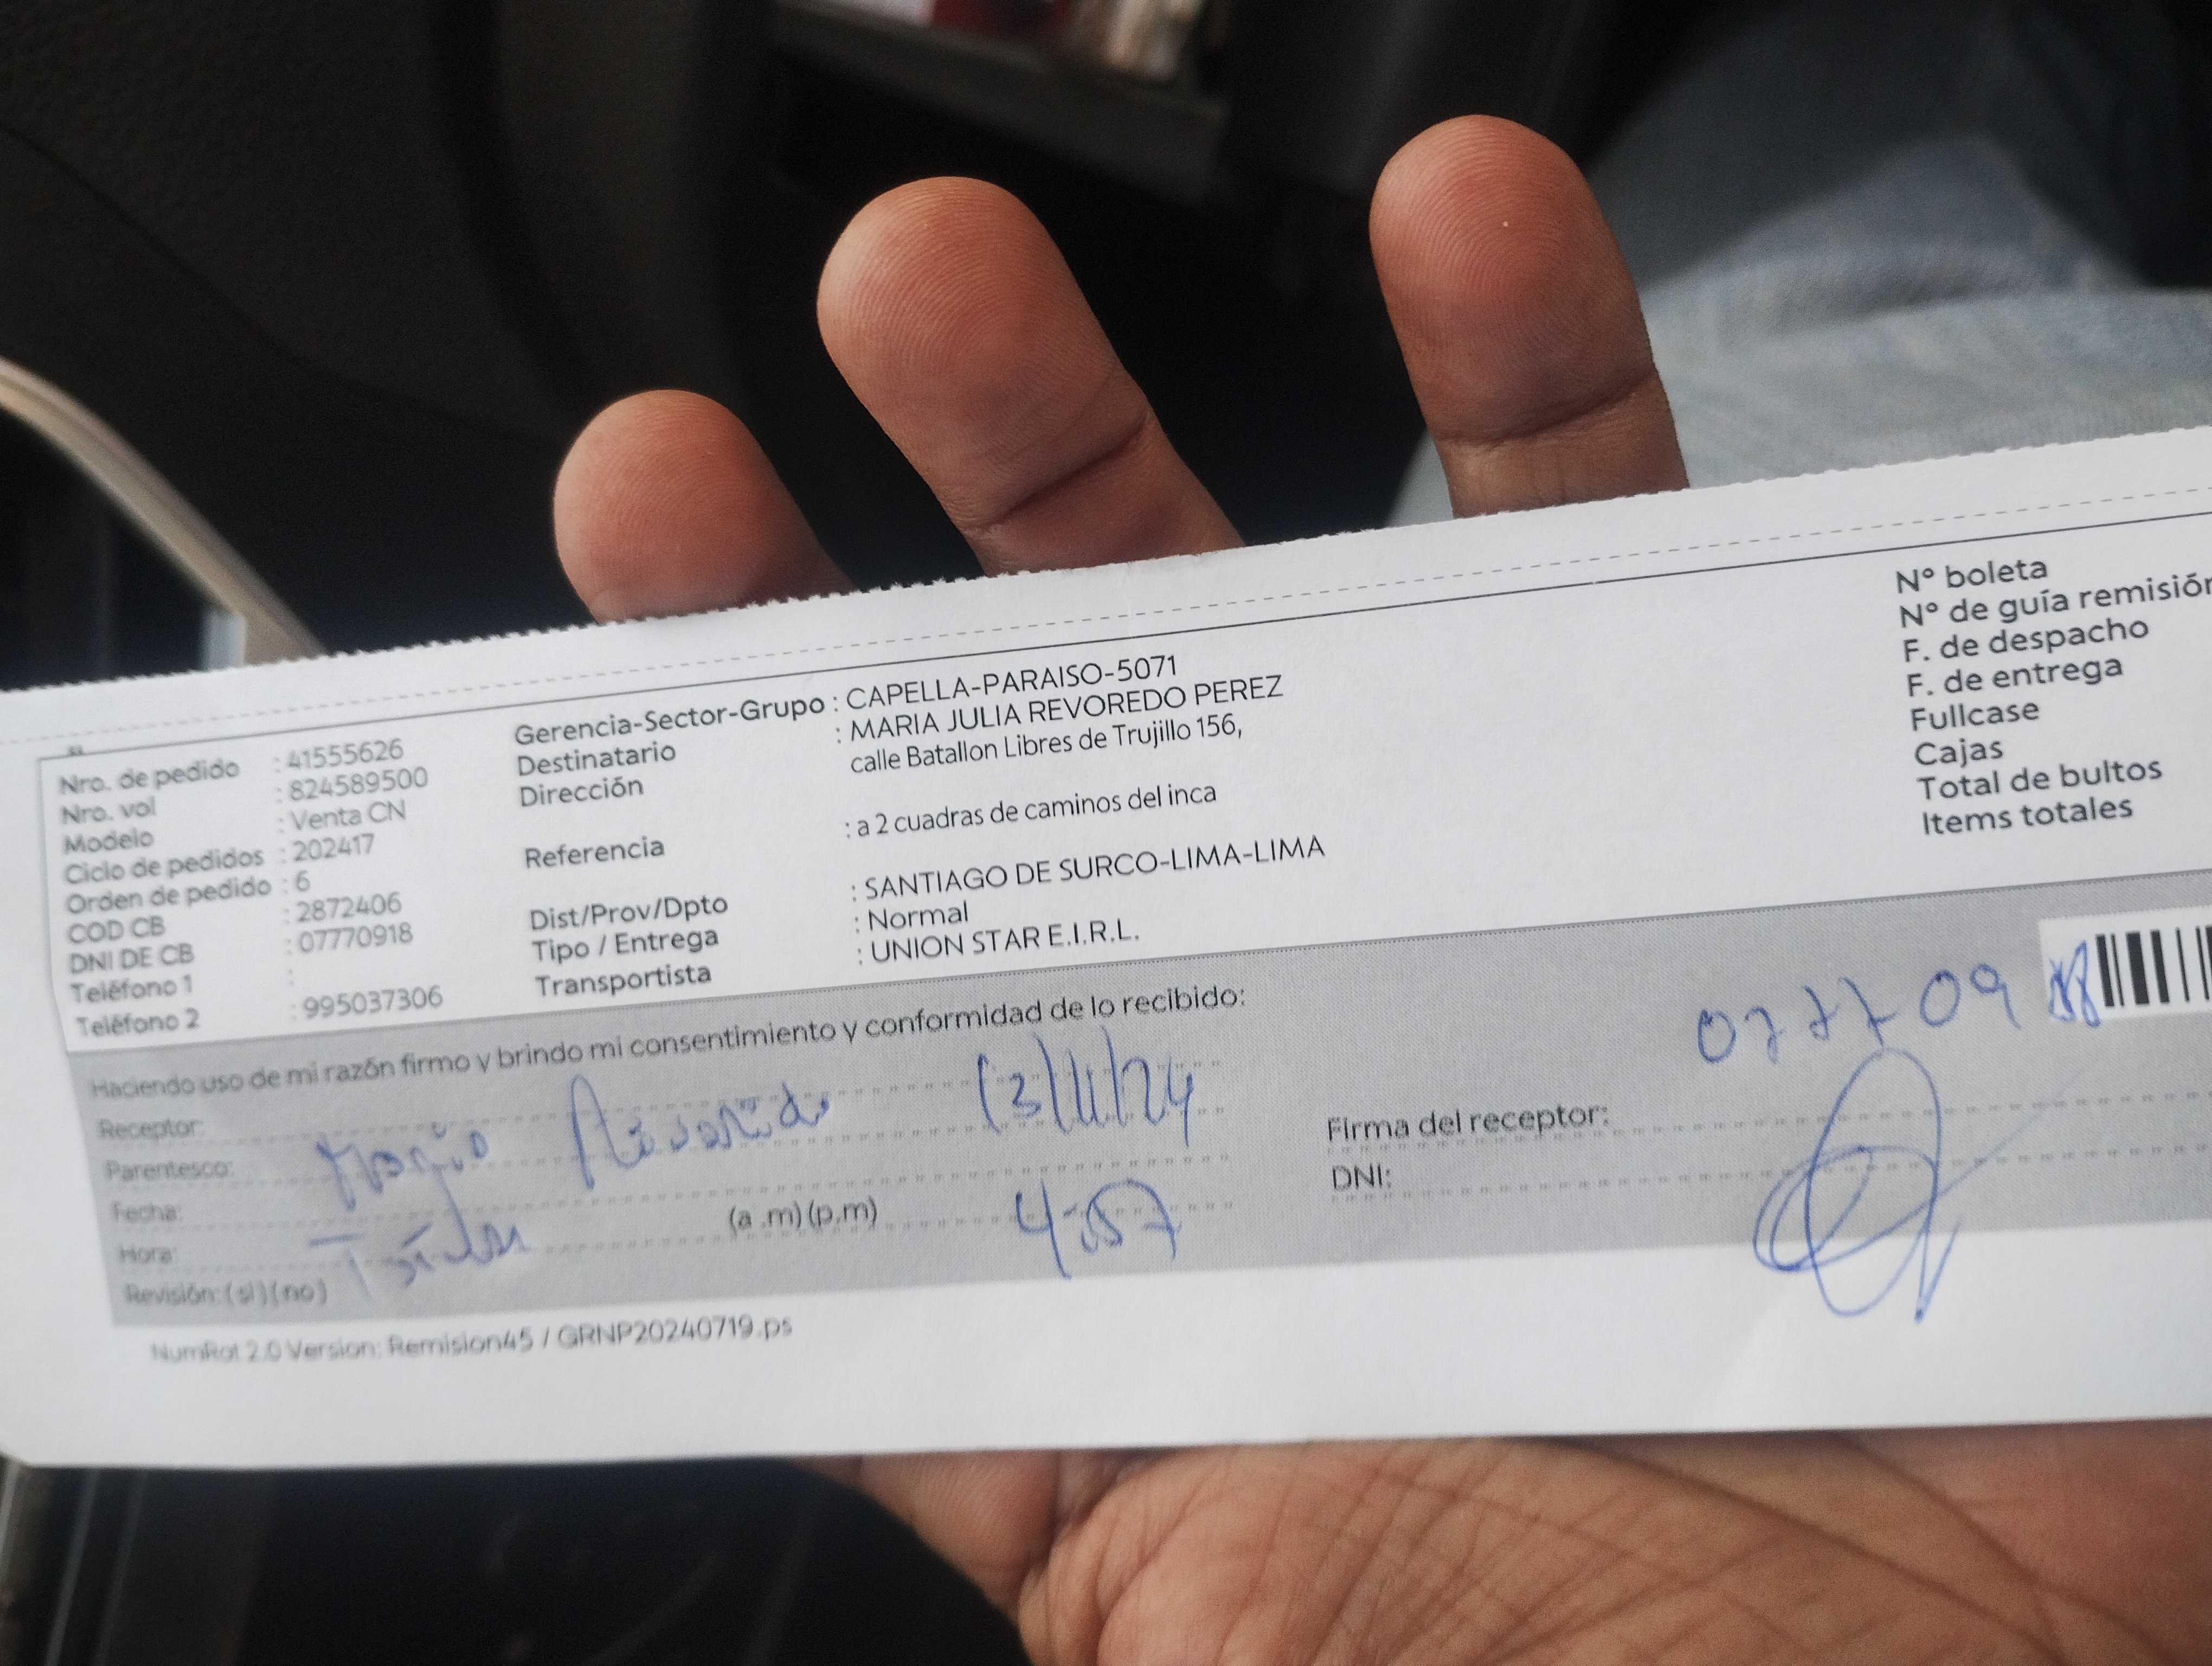 Nro. de pedido : 41555626
Nro. vol : 824589500
Modelo : Venta CN
Ciclo de pedidos : 202417
Orden de pedido : 6
COD CB : 2872406
DNI DE CB : 07770918
Teléfono 1 :
Teléfono 2 : 995037306
Gerencia-Sector-Grupo : CAPELLA-PARAISO-5071
Destinatario : MARIA JULIA REVOREDO PEREZ
Dirección calle Batallon Libres de Trujillo 156,
Referencia : a 2 cuadras de caminos del inca
Dist/Prov/Dpto : SANTIAGO DE SURCO-LIMA-LIMA
Tipo / Entrega : Normal
Transportista : UNION STAR E.I.R.L.
N° boleta
N° de guía remisión
F. de despacho
F. de entrega
Fullcase
Cajas
Total de bultos
Items totales
Haciendo uso de mi razón firmo y brindo mi consentimiento y conformidad de lo recibido:
Receptor:
Parentesco:
13/11/24
Fecha:
Hora: (a .m) (p.m) 4:57
Revisión: (si) (no)
077709
Firma del receptor:
DNI:
NumRot 2.0 Version: Remision45 / GRNP20240719.ps